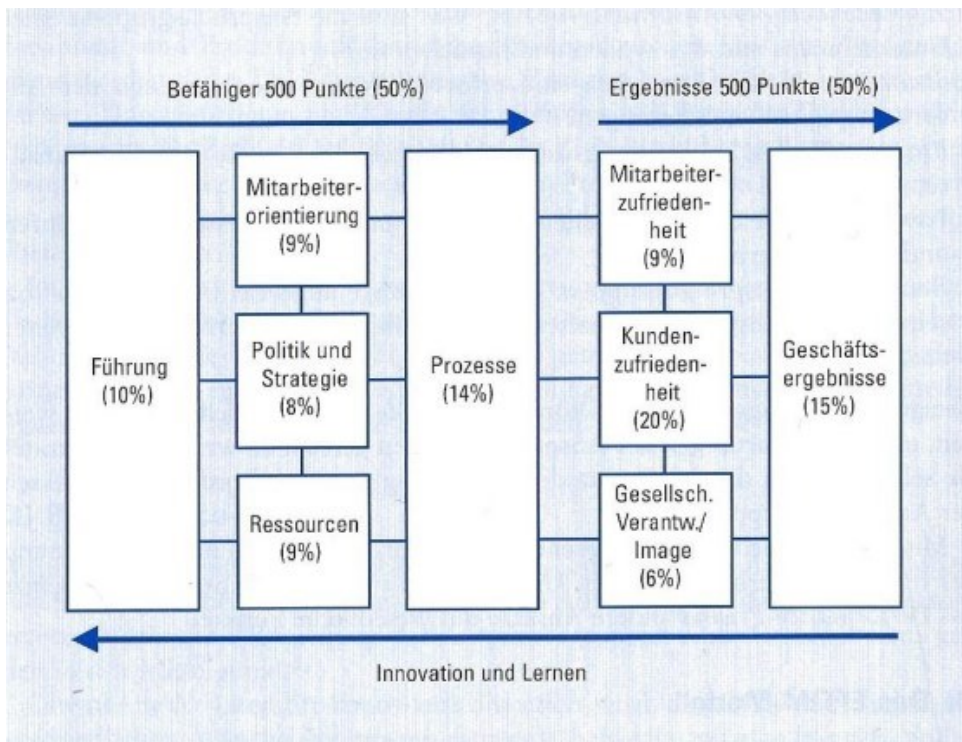 Befähiger 500 Punkte (50%)
Ergebnisse 500 Punkte (50%)
Führung
(10%)
Mitarbeiter-
orientierung
(9%)
Politik und
Strategie
(8%)
Ressourcen
(9%)
Prozesse
(14%)
Mitarbeiter-
zufrieden-
heit
(9%)
Kunden-
zufrieden-
heit
(20%)
Gesellsch.
Verantw./
Image
(6%)
Geschäfts-
ergebnisse
(15%)
Innovation und Lernen